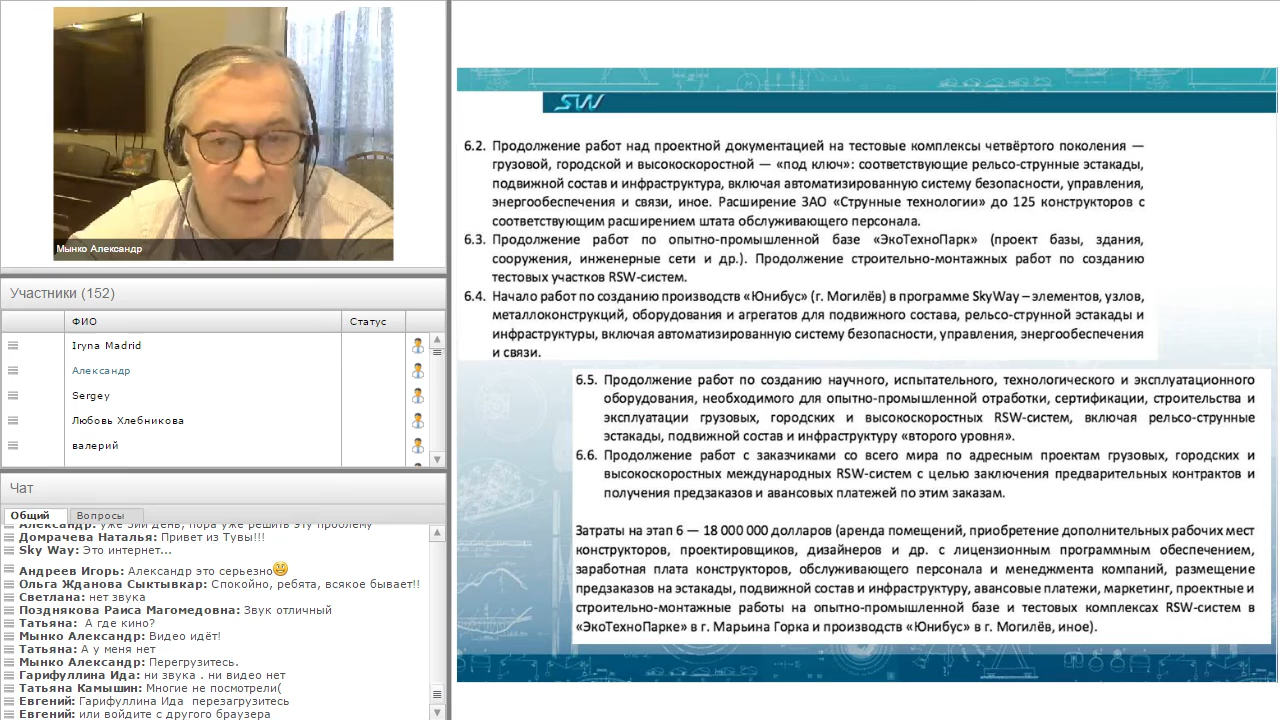 Мынко Александр
Участники (152)
ФИО
Статус
Iryna Madrid
Александр
Sergey
Любовь Хлебникова
валерий
Чат
Общий
Вопросы
Александр: уже 3ий день, пора уже решить эту проблему
Домрачева Наталья: Привет из Тувы!!!
Sky Way: Это интернет...
Андреев Игорь: Александр это серьезно
Ольга Жданова Сыктывкар: Спокойно, ребята, всякое бывает!!
Светлана: нет звука
Позднякова Раиса Магомедовна: Звук отличный
Татьяна: А где кино?
Мынко Александр: Видео идёт!
Татьяна: А у меня нет
Мынко Александр: Перегрузитесь.
Гарифуллина Ида: ни звука . ни видео нет
Татьяна Камышин: Многие не посмотрели(
Евгений: Гарифуллина Ида перезагрузитесь
Евгений: или войдите с другого браузера
SW
6.2. Продолжение работ над проектной документацией на тестовые комплексы четвёртого поколения —
грузовой, городской и высокоскоростной — «под ключ»: соответствующие рельсо-струнные эстакады,
подвижной состав и инфраструктура, включая автоматизированную систему безопасности, управления,
энергообеспечения и связи, иное. Расширение ЗАО «Струнные технологии» до 125 конструкторов с
соответствующим расширением штата обслуживающего персонала.
6.3. Продолжение работ по опытно-промышленной базе «ЭкоТехноПарк» (проект базы, здания,
сооружения, инженерные сети и др.). Продолжение строительно-монтажных работ по созданию
тестовых участков RSW-систем.
6.4. Начало работ по созданию производств «Юнибус» (г. Могилёв) в программе SkyWay – элементов, узлов,
металлоконструкций, оборудования и агрегатов для подвижного состава, рельсо-струнной эстакады и
инфраструктуры, включая автоматизированную систему безопасности, управления, энергообеспечения
и связи.
6.5. Продолжение работ по созданию научного, испытательного, технологического и эксплуатационного
оборудования, необходимого для опытно-промышленной отработки, сертификации, строительства и
эксплуатации грузовых, городских и высокоскоростных RSW-систем, включая рельсо-струнные
эстакады, подвижной состав и инфраструктуру «второго уровня».
6.6. Продолжение работ с заказчиками со всего мира по адресным проектам грузовых, городских и
высокоскоростных международных RSW-систем с целью заключения предварительных контрактов и
получения предзаказов и авансовых платежей по этим заказам.
Затраты на этап 6 — 18 000 000 долларов (аренда помещений, приобретение дополнительных рабочих мест
конструкторов, проектировщиков, дизайнеров и др. с лицензионным программным обеспечением,
заработная плата конструкторов, обслуживающего персонала и менеджмента компаний, размещение
предзаказов на эстакады, подвижной состав и инфраструктуру, авансовые платежи, маркетинг, проектные и
строительно-монтажные работы на опытно-промышленной базе и тестовых комплексах RSW-систем в
«ЭкоТехноПарке» в г. Марьина Горка и производств «Юнибус» в г. Могилёв, иное).